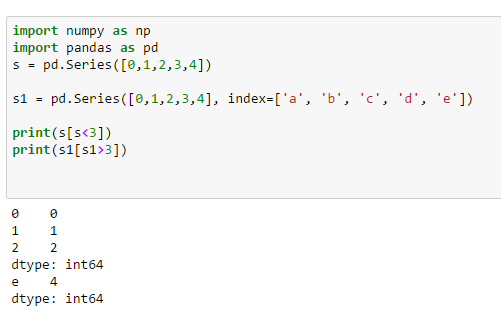 import numpy as np
import pandas as pd
s = pd.Series([0,1,2,3,4])
s1 = pd.Series([0,1,2,3,4], index=['a', 'b', 'c', 'd', 'e'])
print(s[s<3])
print(s1[s1>3])
0    0
1    1
2    2
dtype: int64
e    4
dtype: int64